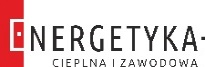 ENERGETYKA
CIEPLNA I ZAWODOWA